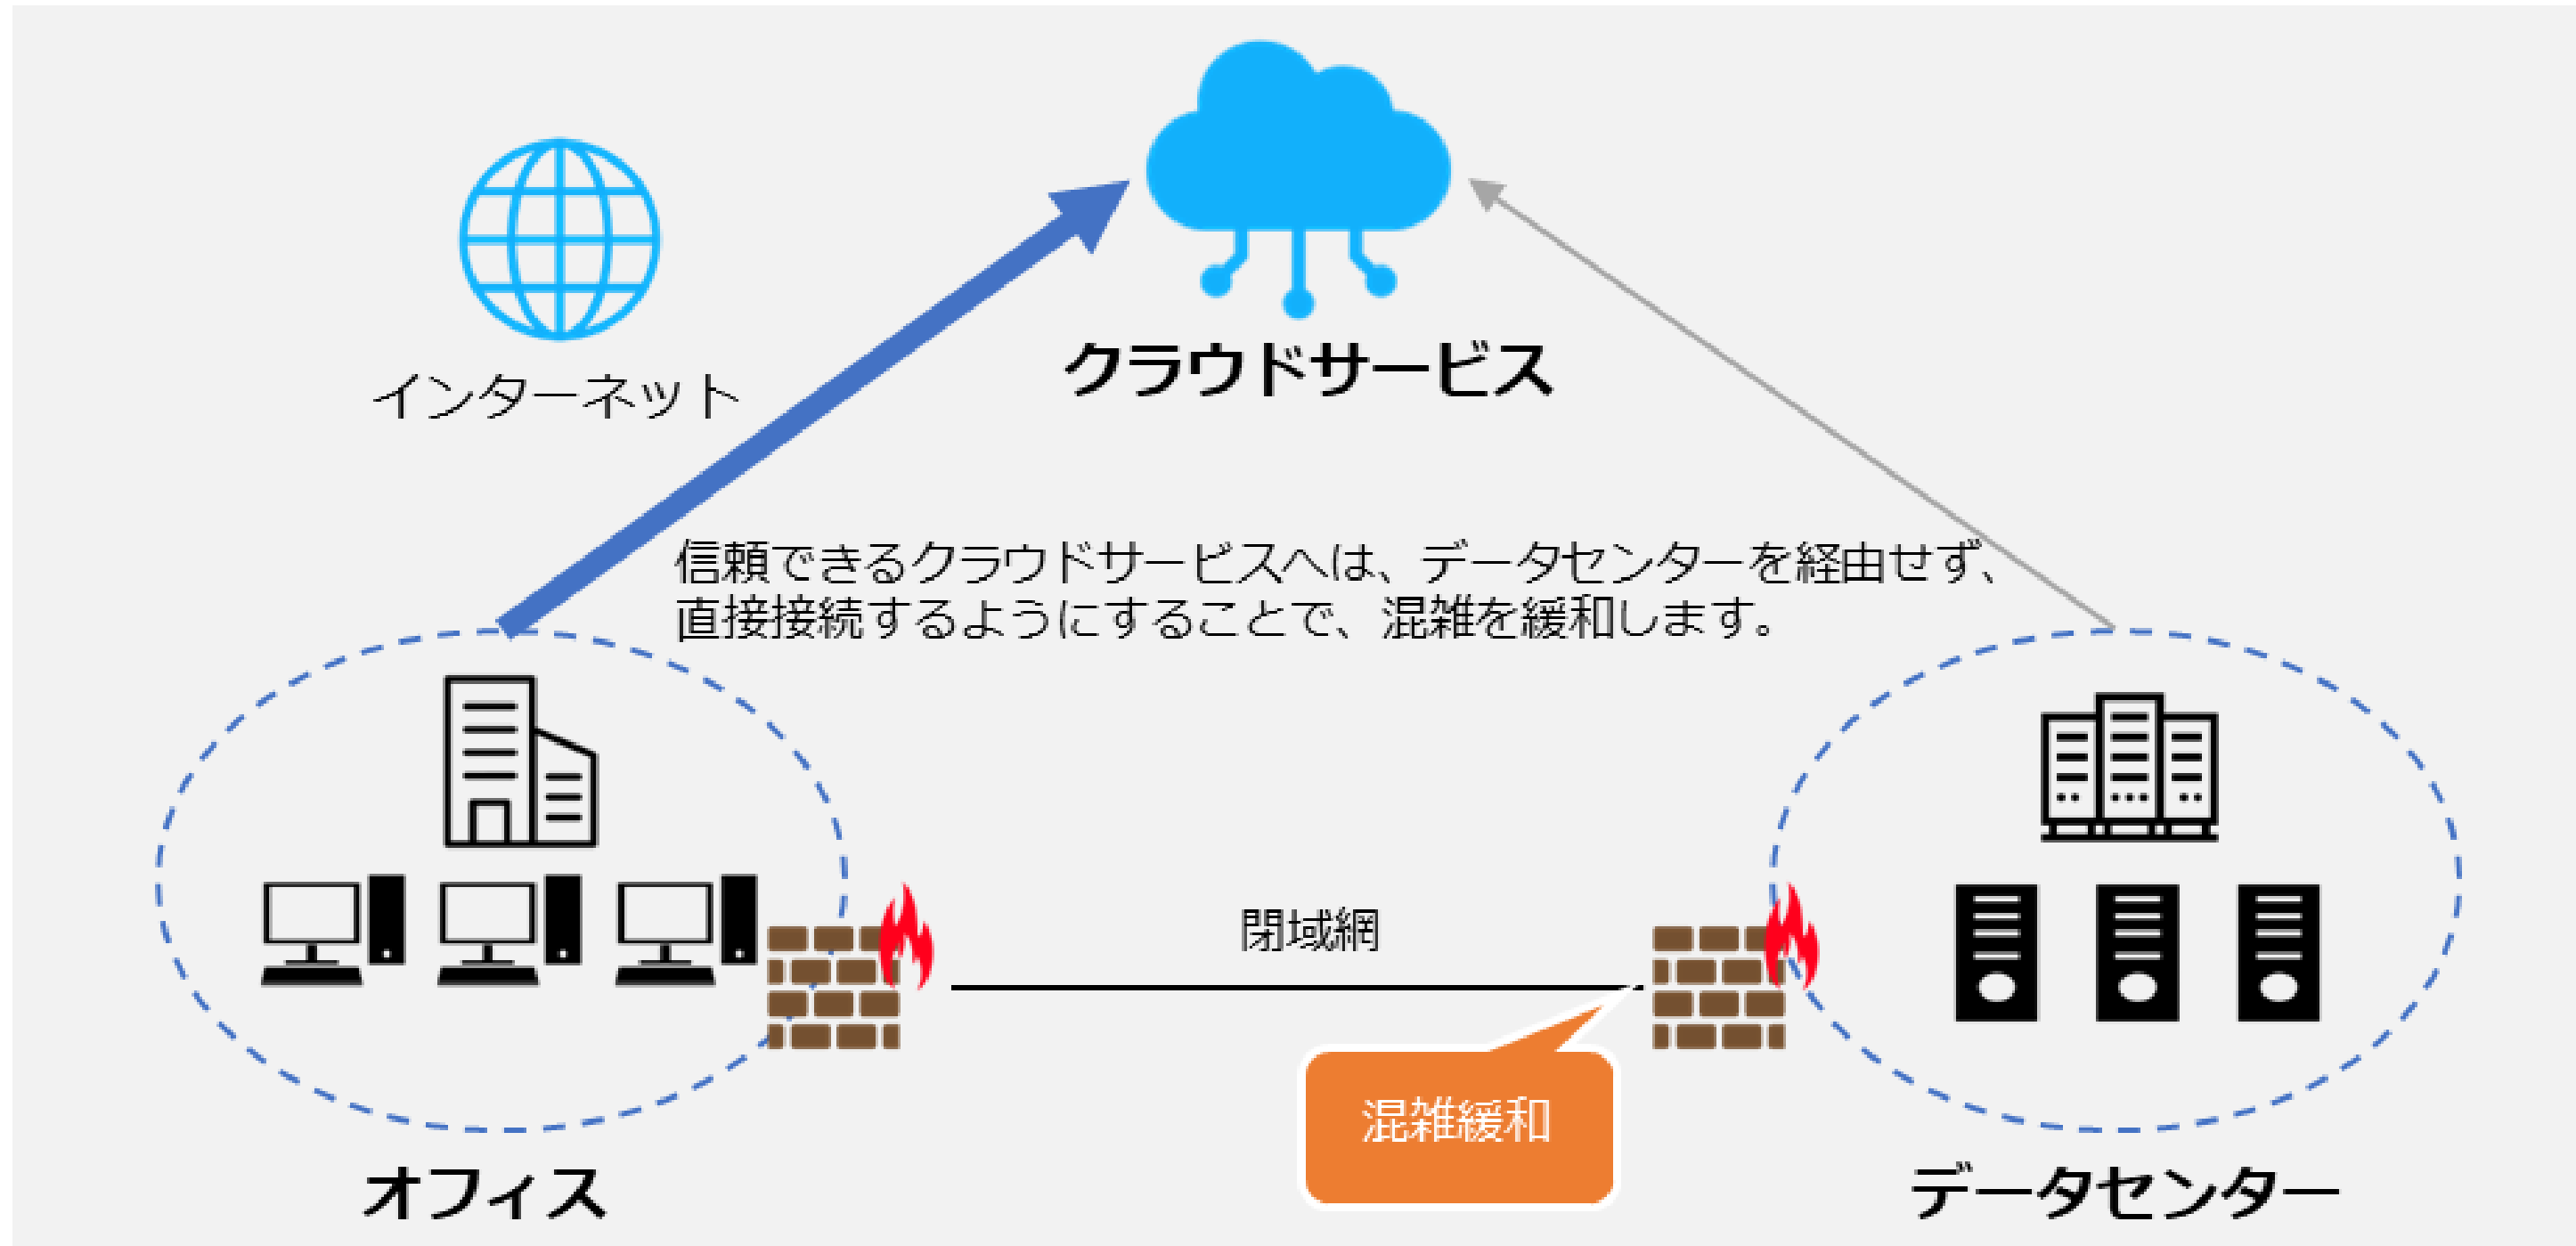 インターネット
クラウドサービス
信頼できるクラウドサービスへは、データセンターを経由せず、
直接接続するようにすることで、混雑を緩和します。
閉域網
混雑緩和
オフィス
データセンター